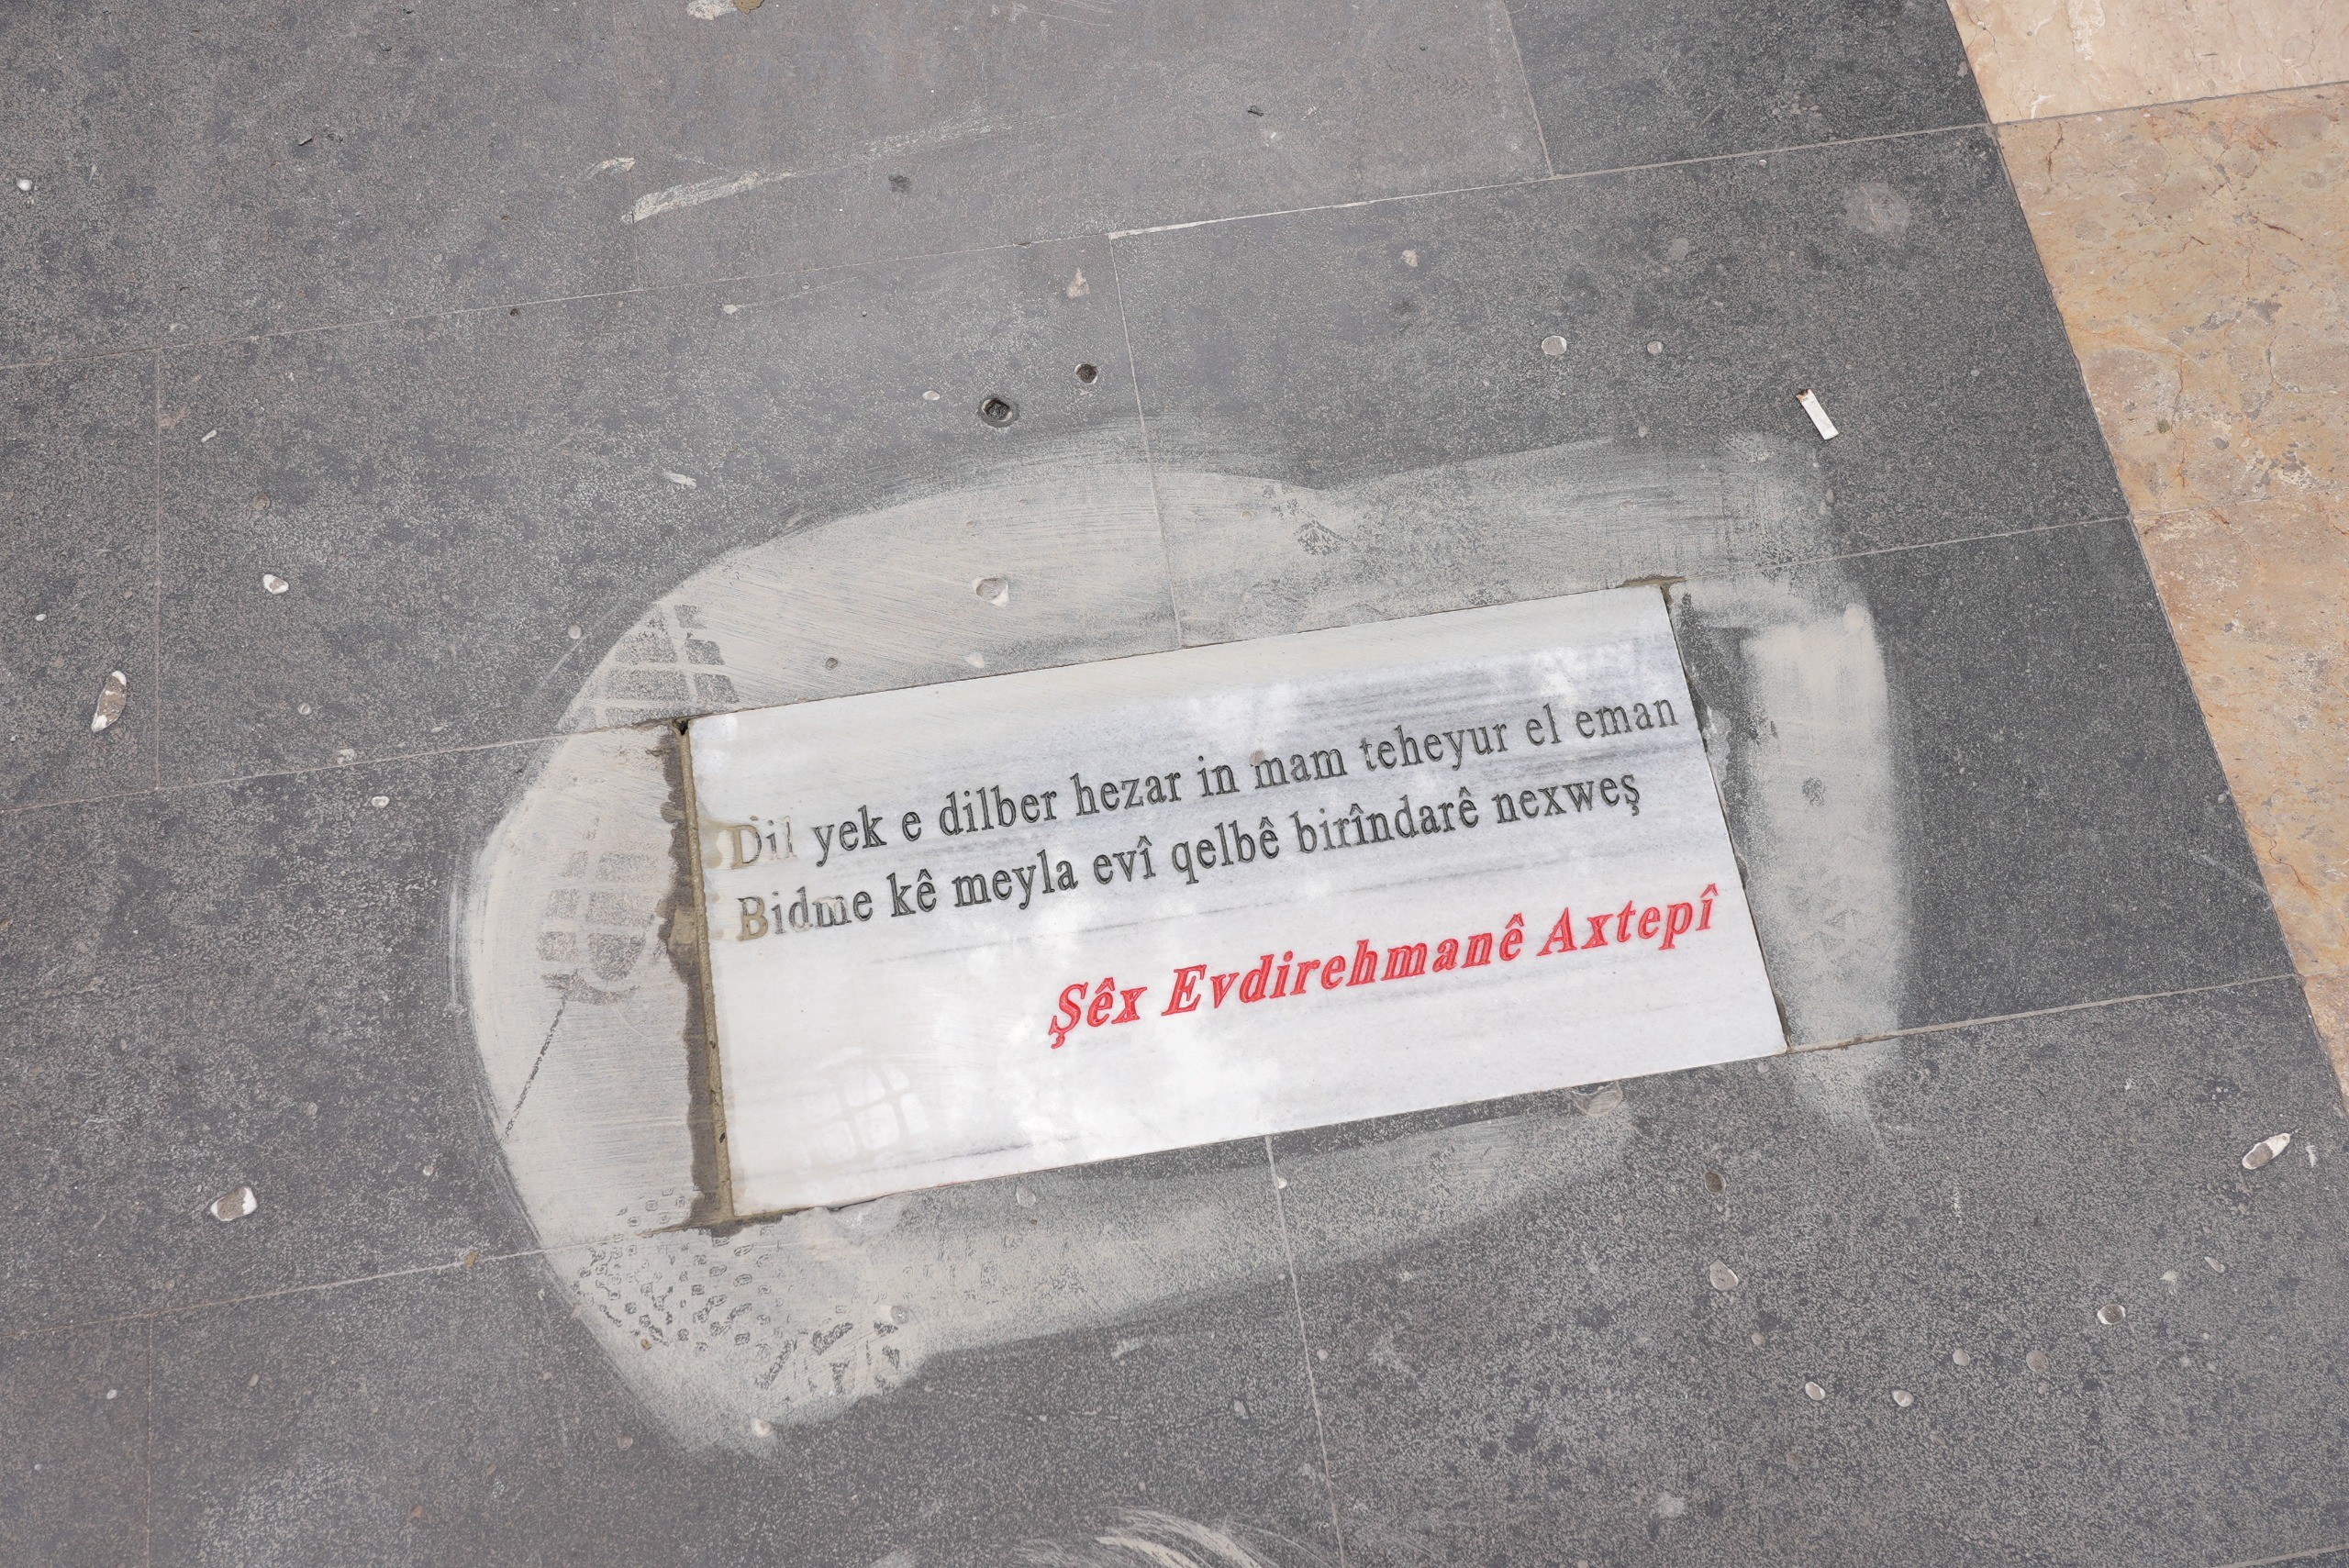 Dil yek e dilber hezar in mam teheyur el eman
Bidme kê meyla evî qelbê birîndarê nexweş
Şêx Evdirehmanê Axtepî